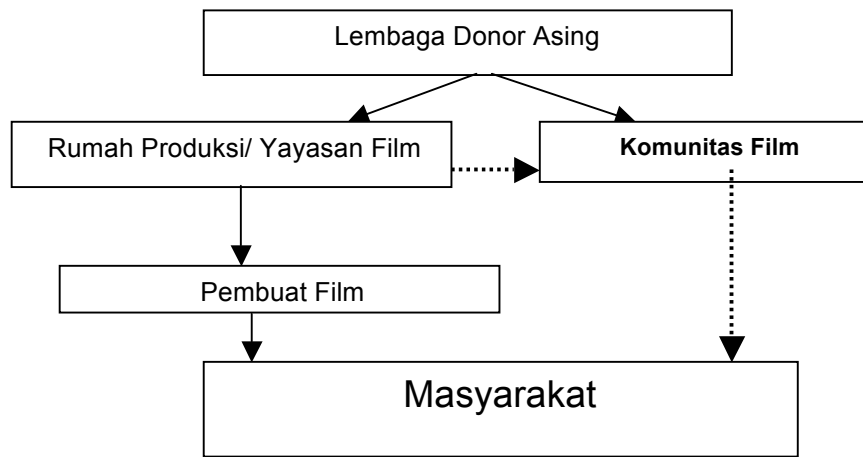 Lembaga Donor Asing
Rumah Produksi/ Yayasan Film
Komunitas Film
Pembuat Film
Masyarakat